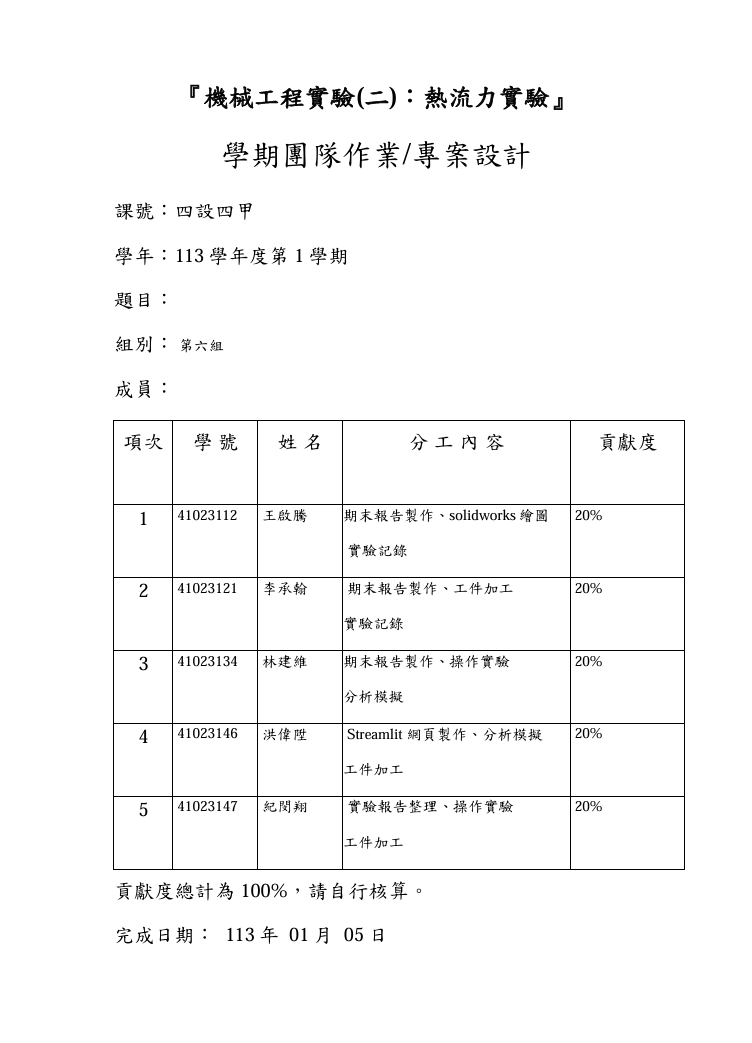 『機械工程實驗(二)：熱流力實驗』
學期團隊作業/專案設計
課號：四設四甲
學年：113 學年度第 1 學期
題目：
組別： 第六組
成員：
項次 學 號 姓 名 分 工 內 容 貢獻度
1 41023112 王啟騰 期末報告製作、solidworks 繪圖 20%
實驗記錄
2 41023121 李承翰 期末報告製作、工件加工 20%
實驗記錄
3 41023134 林建維 期末報告製作、操作實驗 20%
分析模擬
4 41023146 洪偉陞 Streamlit 網頁製作、分析模擬 20%
工件加工
5 41023147 紀閔翔 實驗報告整理、操作實驗 20%
工件加工
貢獻度總計為 100%，請自行核算。
完成日期： 113 年 01 月 05 日